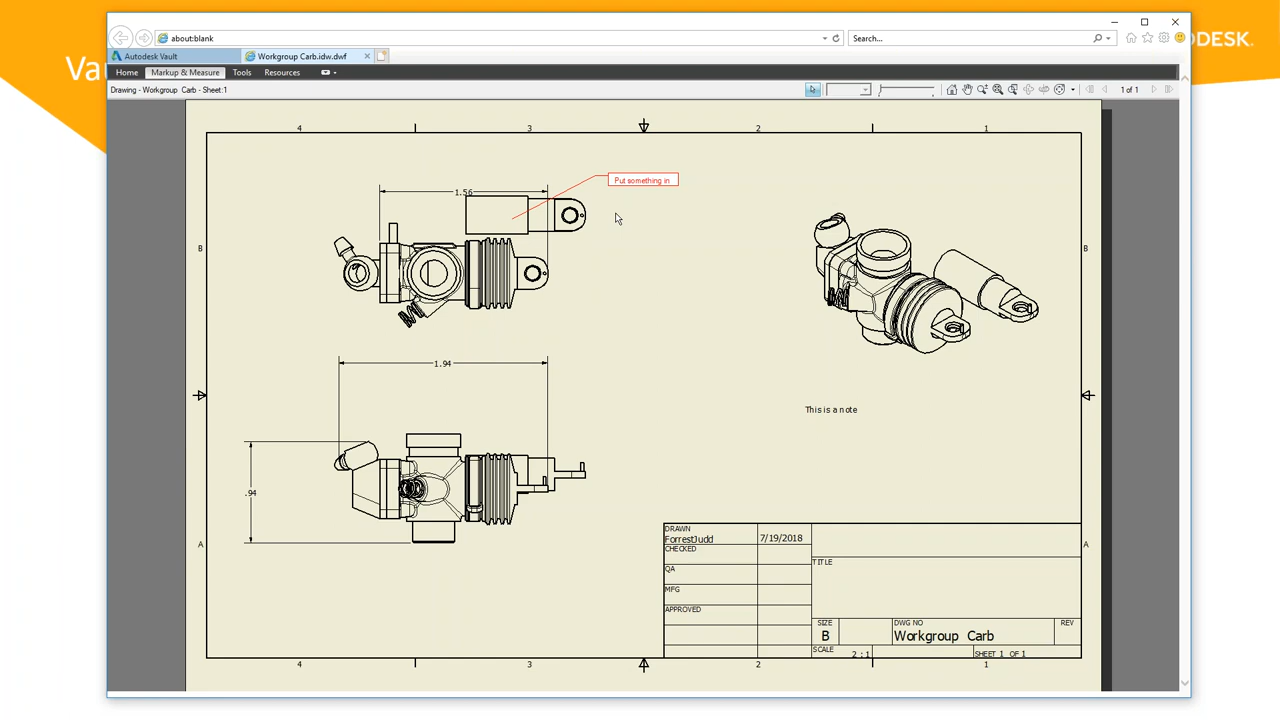 Va
ODESK.
about:blank
Search...
Autodesk Vault
Workgroup Carb.idw.dwf
Home
Markup & Measure
Tools
Resources
Drawing - Workgroup Carb - Sheet:1
1 of 1
4
3
2
1
Put something in
1.56
B
B
1.94
This is a note
.94
A
A
DRAWN
ForrestJudd
7/19/2018
CHECKED
QA
MFG
APPROVED
TITLE
SIZE
B
DWG NO
Workgroup Carb
REV
SCALE
2 : 1
SHEET 1 OF 1
4
3
2
1